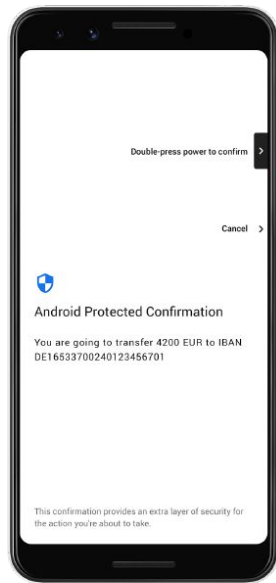 Double-press power to confirm
Cancel
Android Protected Confirmation
You are going to transfer 4200 EUR to IBAN
DE16533700240123456701
This confirmation provides an extra layer of security for
the action you're about to take.